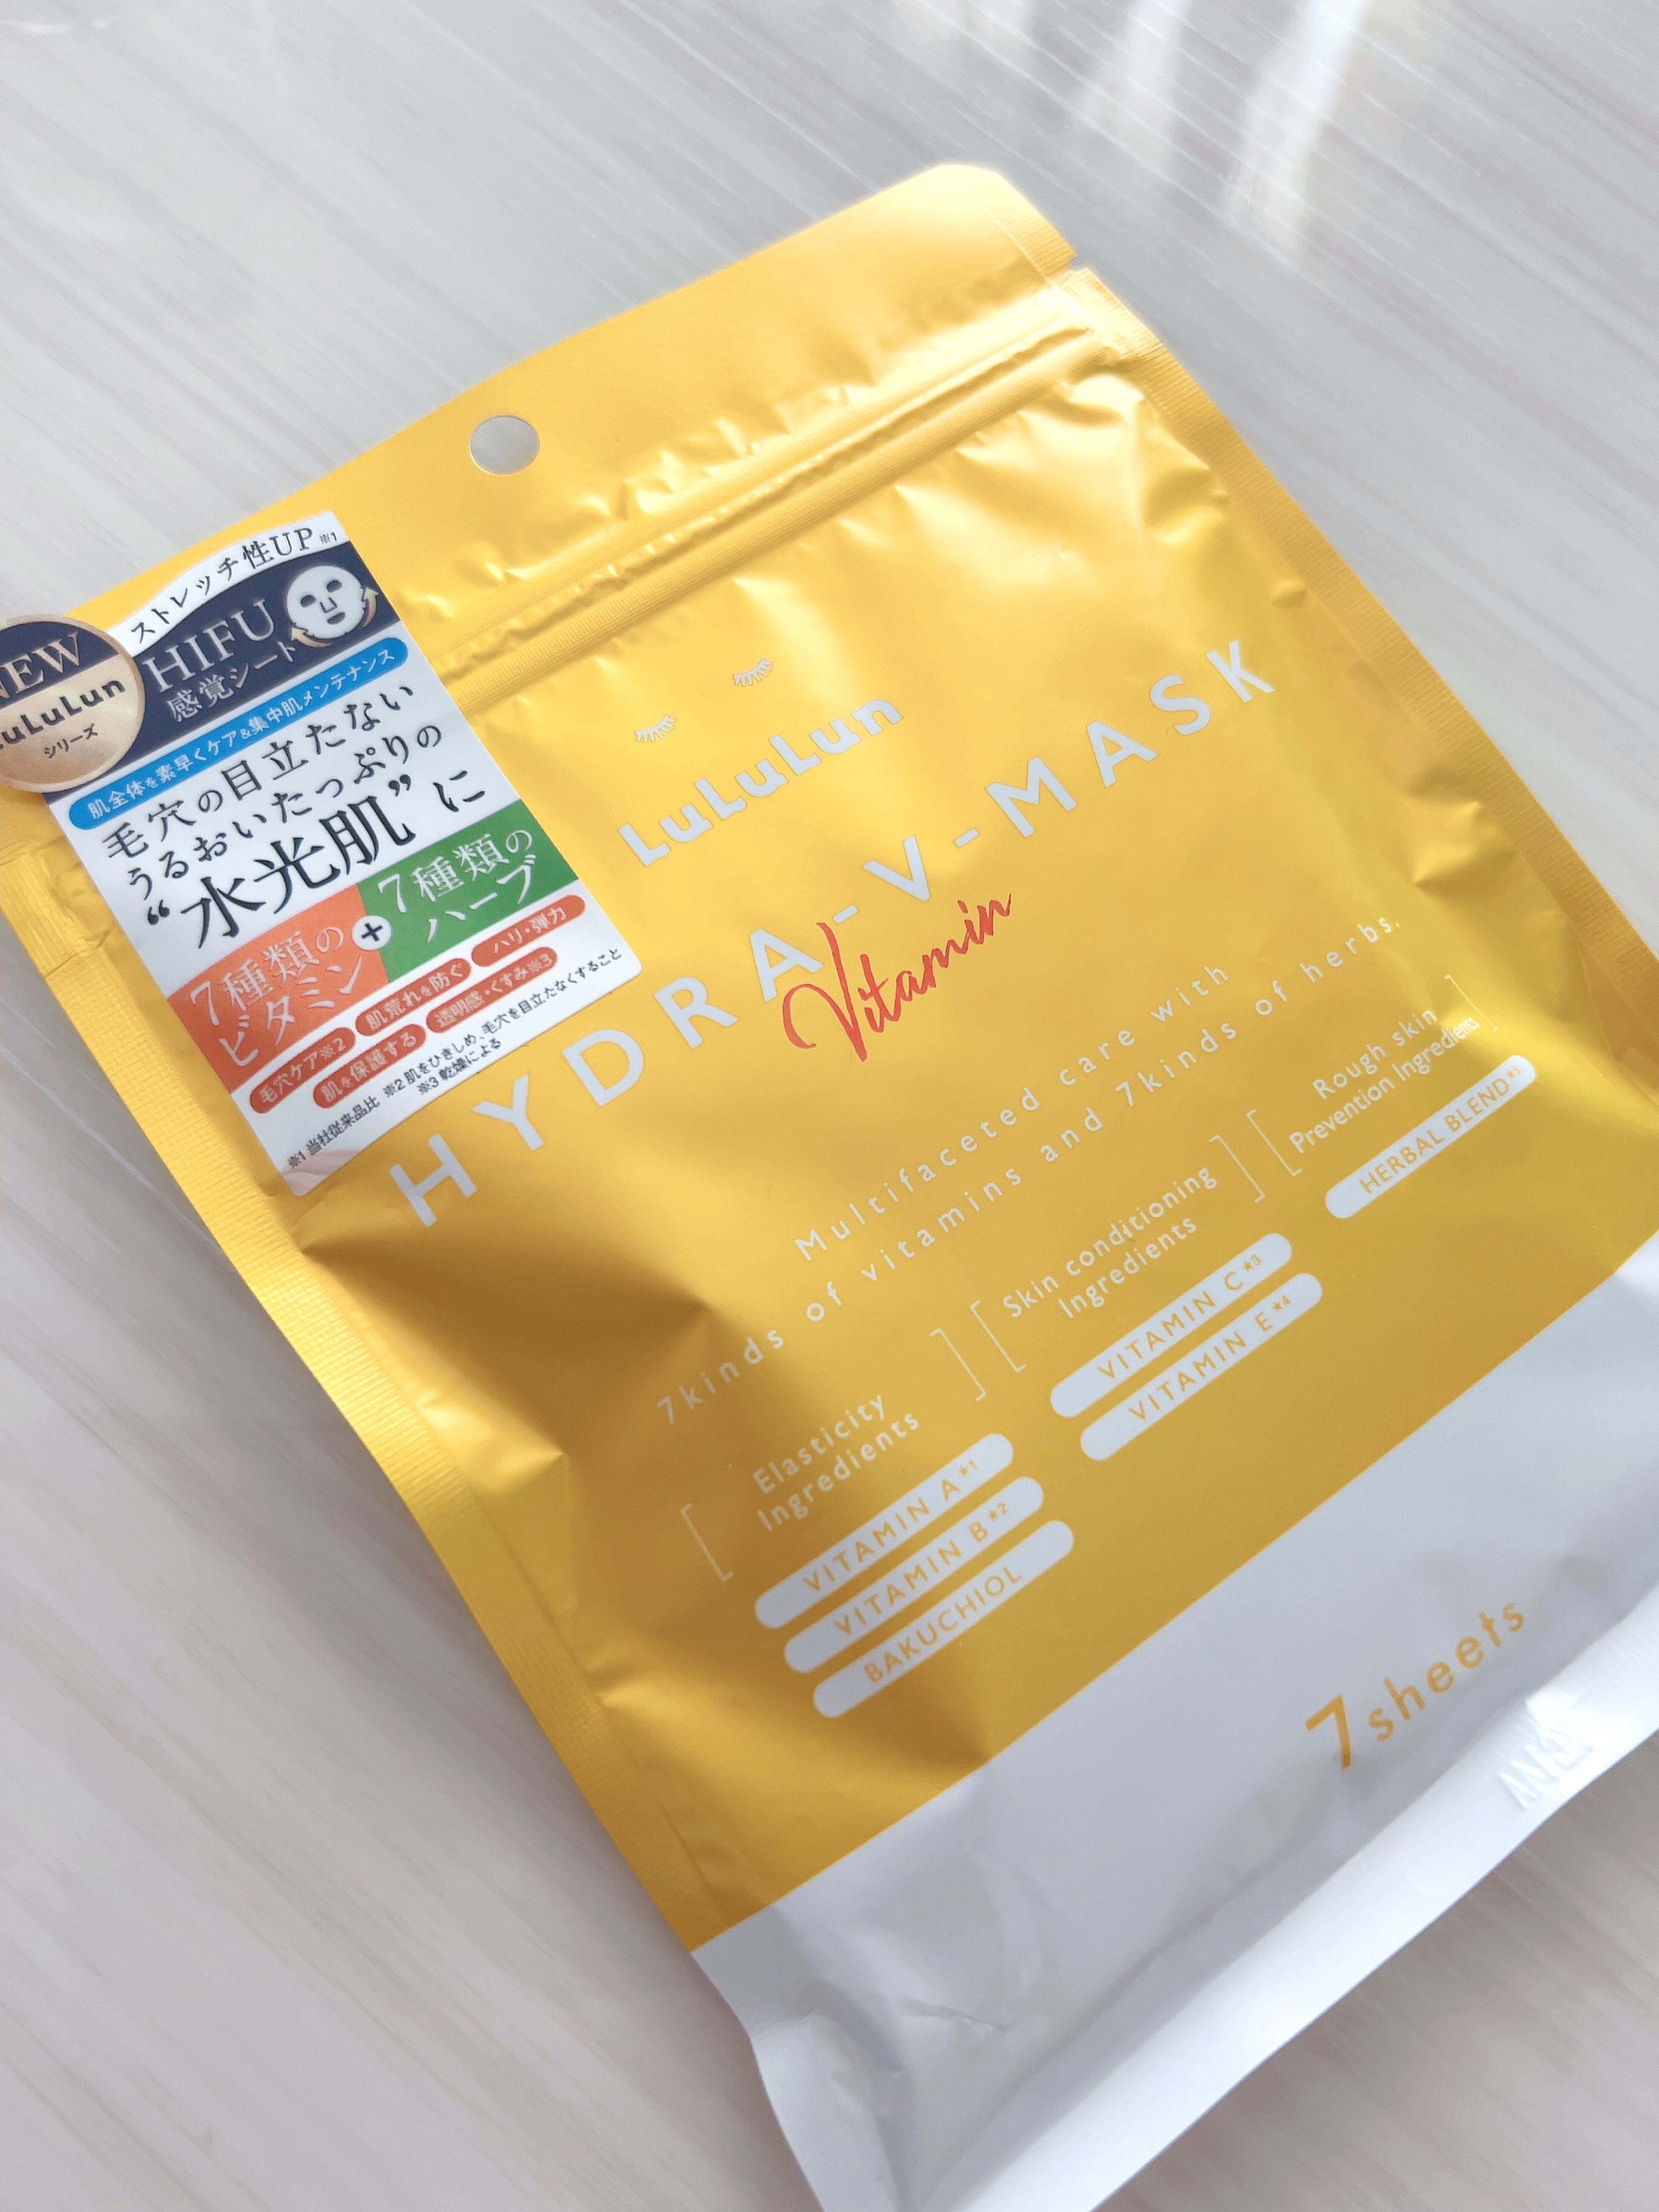 ストレッチ性UP ※1
HIFU
感覚シート
NEW
LuLuLun
シリーズ
肌全体を素早くケア&集中肌メンテナンス
毛穴の目立たない
うるおいたっぷりの
“水光肌”に
7種類の
ビタミン
+
7種類の
ハーブ
毛穴ケア※2
肌荒れを防ぐ
ハリ・弾力
肌を保護する
透明感・くすみ※3
※1 当社従来品比 ※2 肌をひきしめ、毛穴を目立たなくすること
※3 乾燥による
LuLuLun
HYDRA-V-MASK
Vitamin
Multifaceted care with
7kinds of vitamins and 7kinds of herbs.
Elasticity
Ingredients
VITAMIN A★1
VITAMIN B★2
BAKUCHIOL
Skin conditioning
Ingredients
VITAMIN C★3
VITAMIN E★4
Rough skin
Prevention Ingredients
HERBAL BLEND★5
7sheets